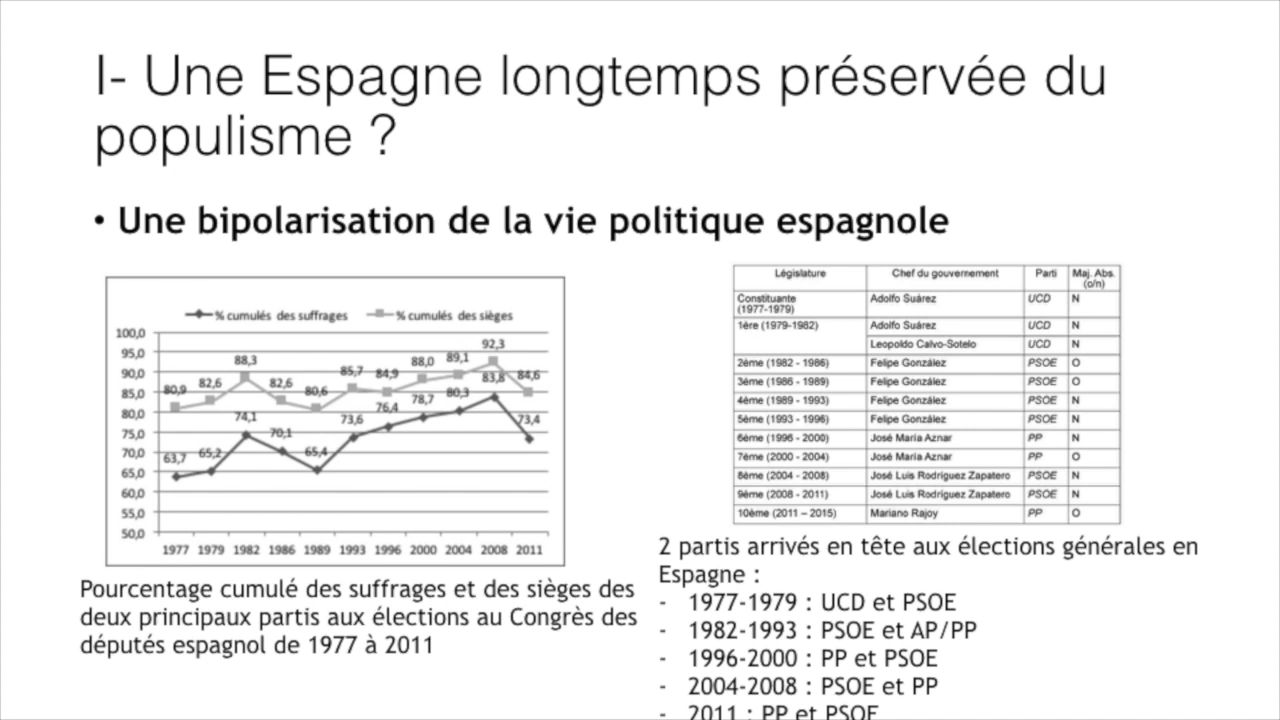 I- Une Espagne longtemps préservée du
populisme ?
• Une bipolarisation de la vie politique espagnole
% cumulés des suffrages % cumulés des sièges
100,0
95,0
90,0
85,0
80,0
75,0
70,0
65,0
60,0
55,0
50,0
80,9 82,6 88,3 82,6 80,6 85,7 84,9 88,0 89,1 92,3 84,6
63,7 65,2 74,1 70,1 65,4 73,6 76,4 78,7 80,3 83,8 73,4
1977 1979 1982 1986 1989 1993 1996 2000 2004 2008 2011
Pourcentage cumulé des suffrages et des sièges des
deux principaux partis aux élections au Congrès des
députés espagnol de 1977 à 2011
Législature Chef du gouvernement Parti Maj. Abs.
(o/n)
Constituante Adolfo Suárez UCD N
(1977-1979)
1ère (1979-1982) Adolfo Suárez UCD N
Leopoldo Calvo-Sotelo UCD N
2ème (1982 - 1986) Felipe González PSOE O
3ème (1986 - 1989) Felipe González PSOE O
4ème (1989 - 1993) Felipe González PSOE N
5ème (1993 - 1996) Felipe González PSOE N
6ème (1996 - 2000) José María Aznar PP N
7ème (2000 - 2004) José María Aznar PP O
8ème (2004 - 2008) José Luis Rodríguez Zapatero PSOE N
9ème (2008 - 2011) José Luis Rodríguez Zapatero PSOE N
10ème (2011 – 2015) Mariano Rajoy PP O
2 partis arrivés en tête aux élections générales en
Espagne :
- 1977-1979 : UCD et PSOE
- 1982-1993 : PSOE et AP/PP
- 1996-2000 : PP et PSOE
- 2004-2008 : PSOE et PP
- 2011 : PP et PSOE